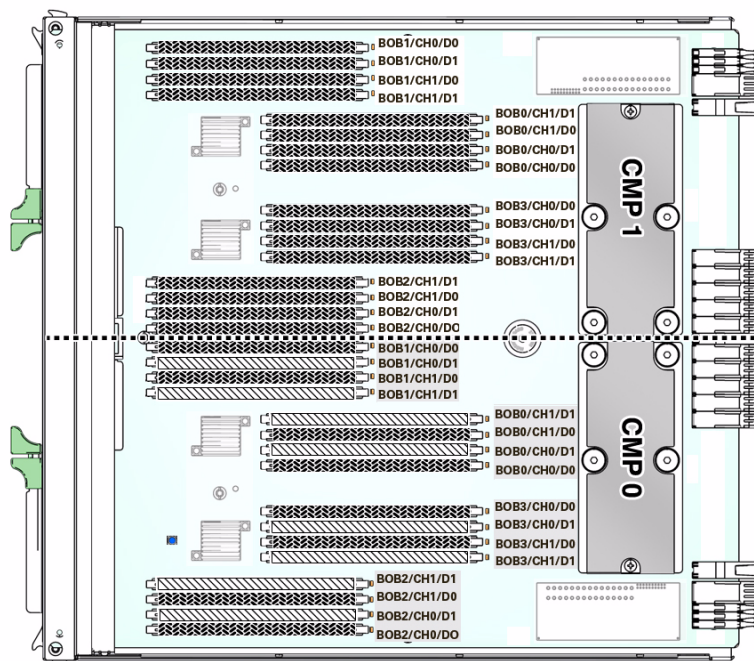 BOB1/CH0/D0
BOB1/CH0/D1
BOB1/CH1/D0
BOB1/CH1/D1
BOB0/CH1/D1
BOB0/CH1/D0
BOB0/CH0/D1
BOB0/CH0/D0
CMP 1
BOB3/CH0/D0
BOB3/CH0/D1
BOB3/CH1/D0
BOB3/CH1/D1
BOB2/CH1/D1
BOB2/CH1/D0
BOB2/CH0/D1
BOB2/CH0/DO
BOB1/CH0/D0
BOB1/CH0/D1
BOB1/CH1/D0
BOB1/CH1/D1
BOB0/CH1/D1
BOB0/CH1/D0
BOB0/CH0/D1
BOB0/CH0/D0
CMP 0
BOB3/CH0/D0
BOB3/CH0/D1
BOB3/CH1/D0
BOB3/CH1/D1
BOB2/CH1/D1
BOB2/CH1/D0
BOB2/CH0/D1
BOB2/CH0/DO